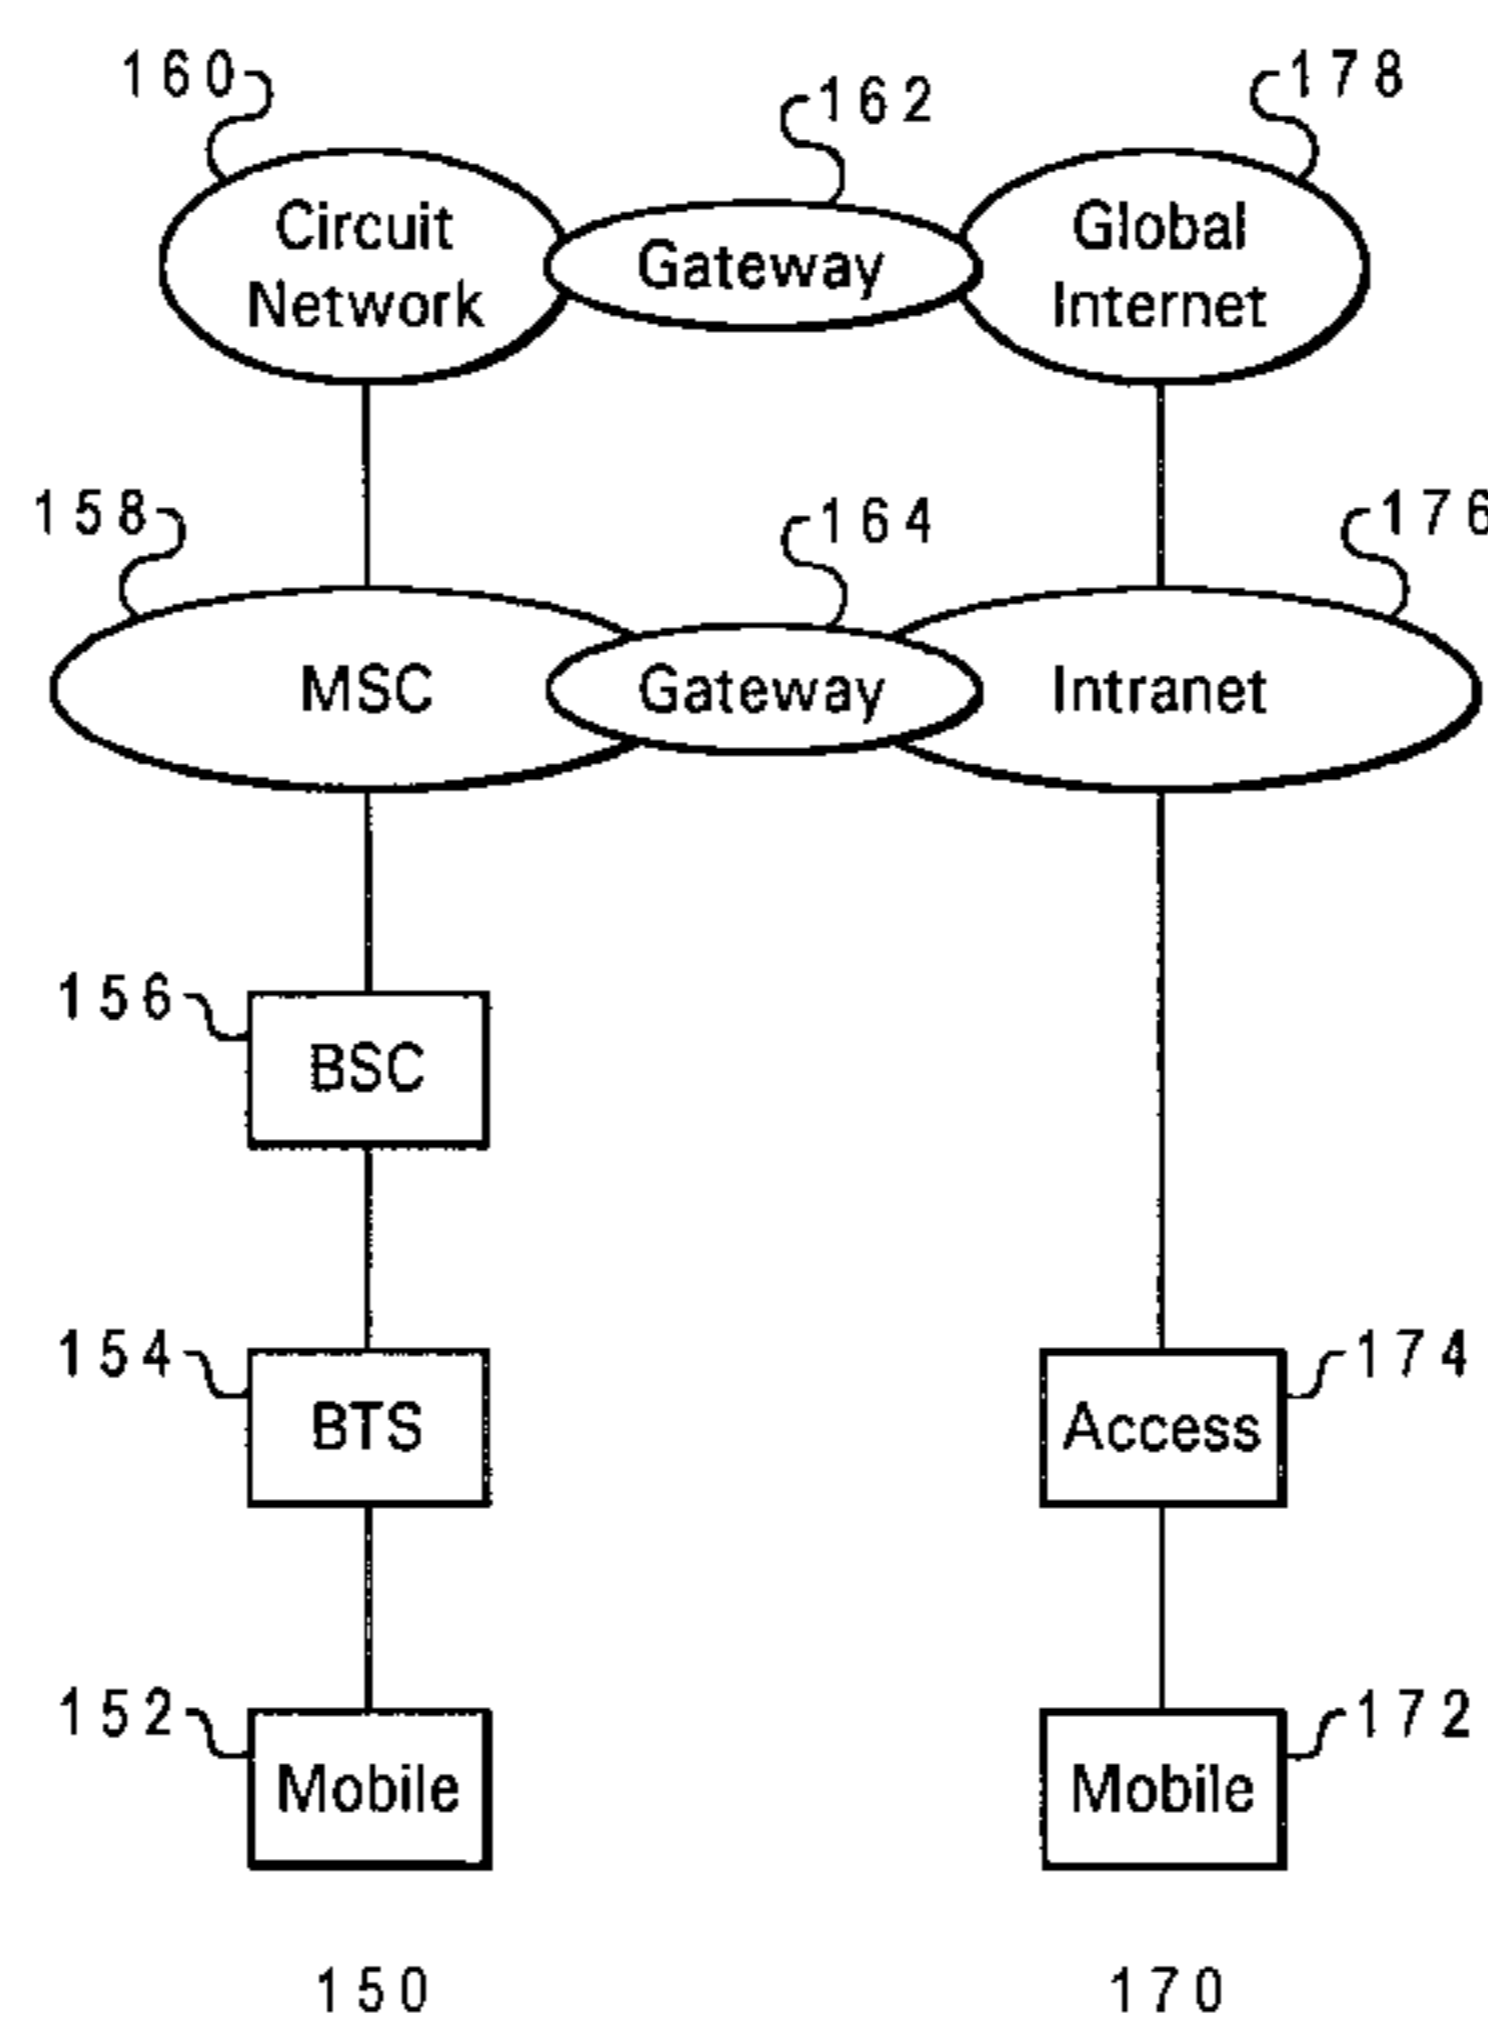 160
162
178
Circuit
Network
Gateway
Global
Internet
158
164
176
MSC
Gateway
Intranet
156
BSC
154
BTS
Access
174
152
Mobile
Mobile
172
150
170